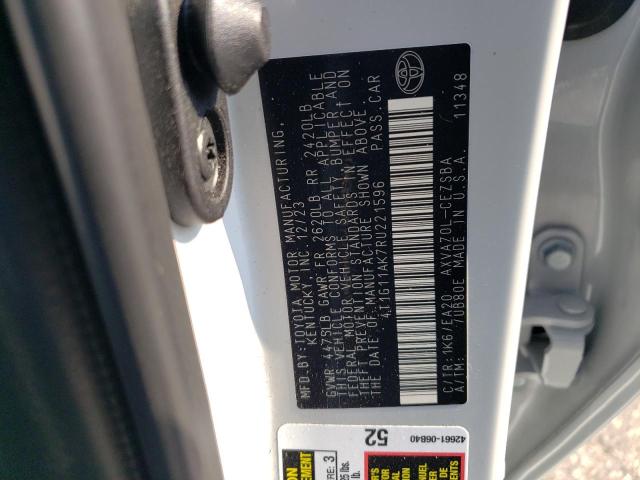 MFD.BY:TOYOTA MOTOR MANUFACTURING,
KENTUCKY, INC. 12/23
GVWR 4475LB GAWR FR 2620LB RR 2420LB
THIS VEHICLE CONFORMS TO ALL APPLICABLE
FEDERAL MOTOR VEHICLE SAFETY, BUMPER AND
THEFT PREVENTION STANDARDS IN EFFECT ON
THE DATE OF MANUFACTURE SHOWN ABOVE.
4T1G11AK7RU221596 PASS.CAR
C/TR: 1K6/EA20 AXVA70L-CEZSBA
A/TM: /UB80E MADE IN U.S.A. 11348
52
42661-06B40